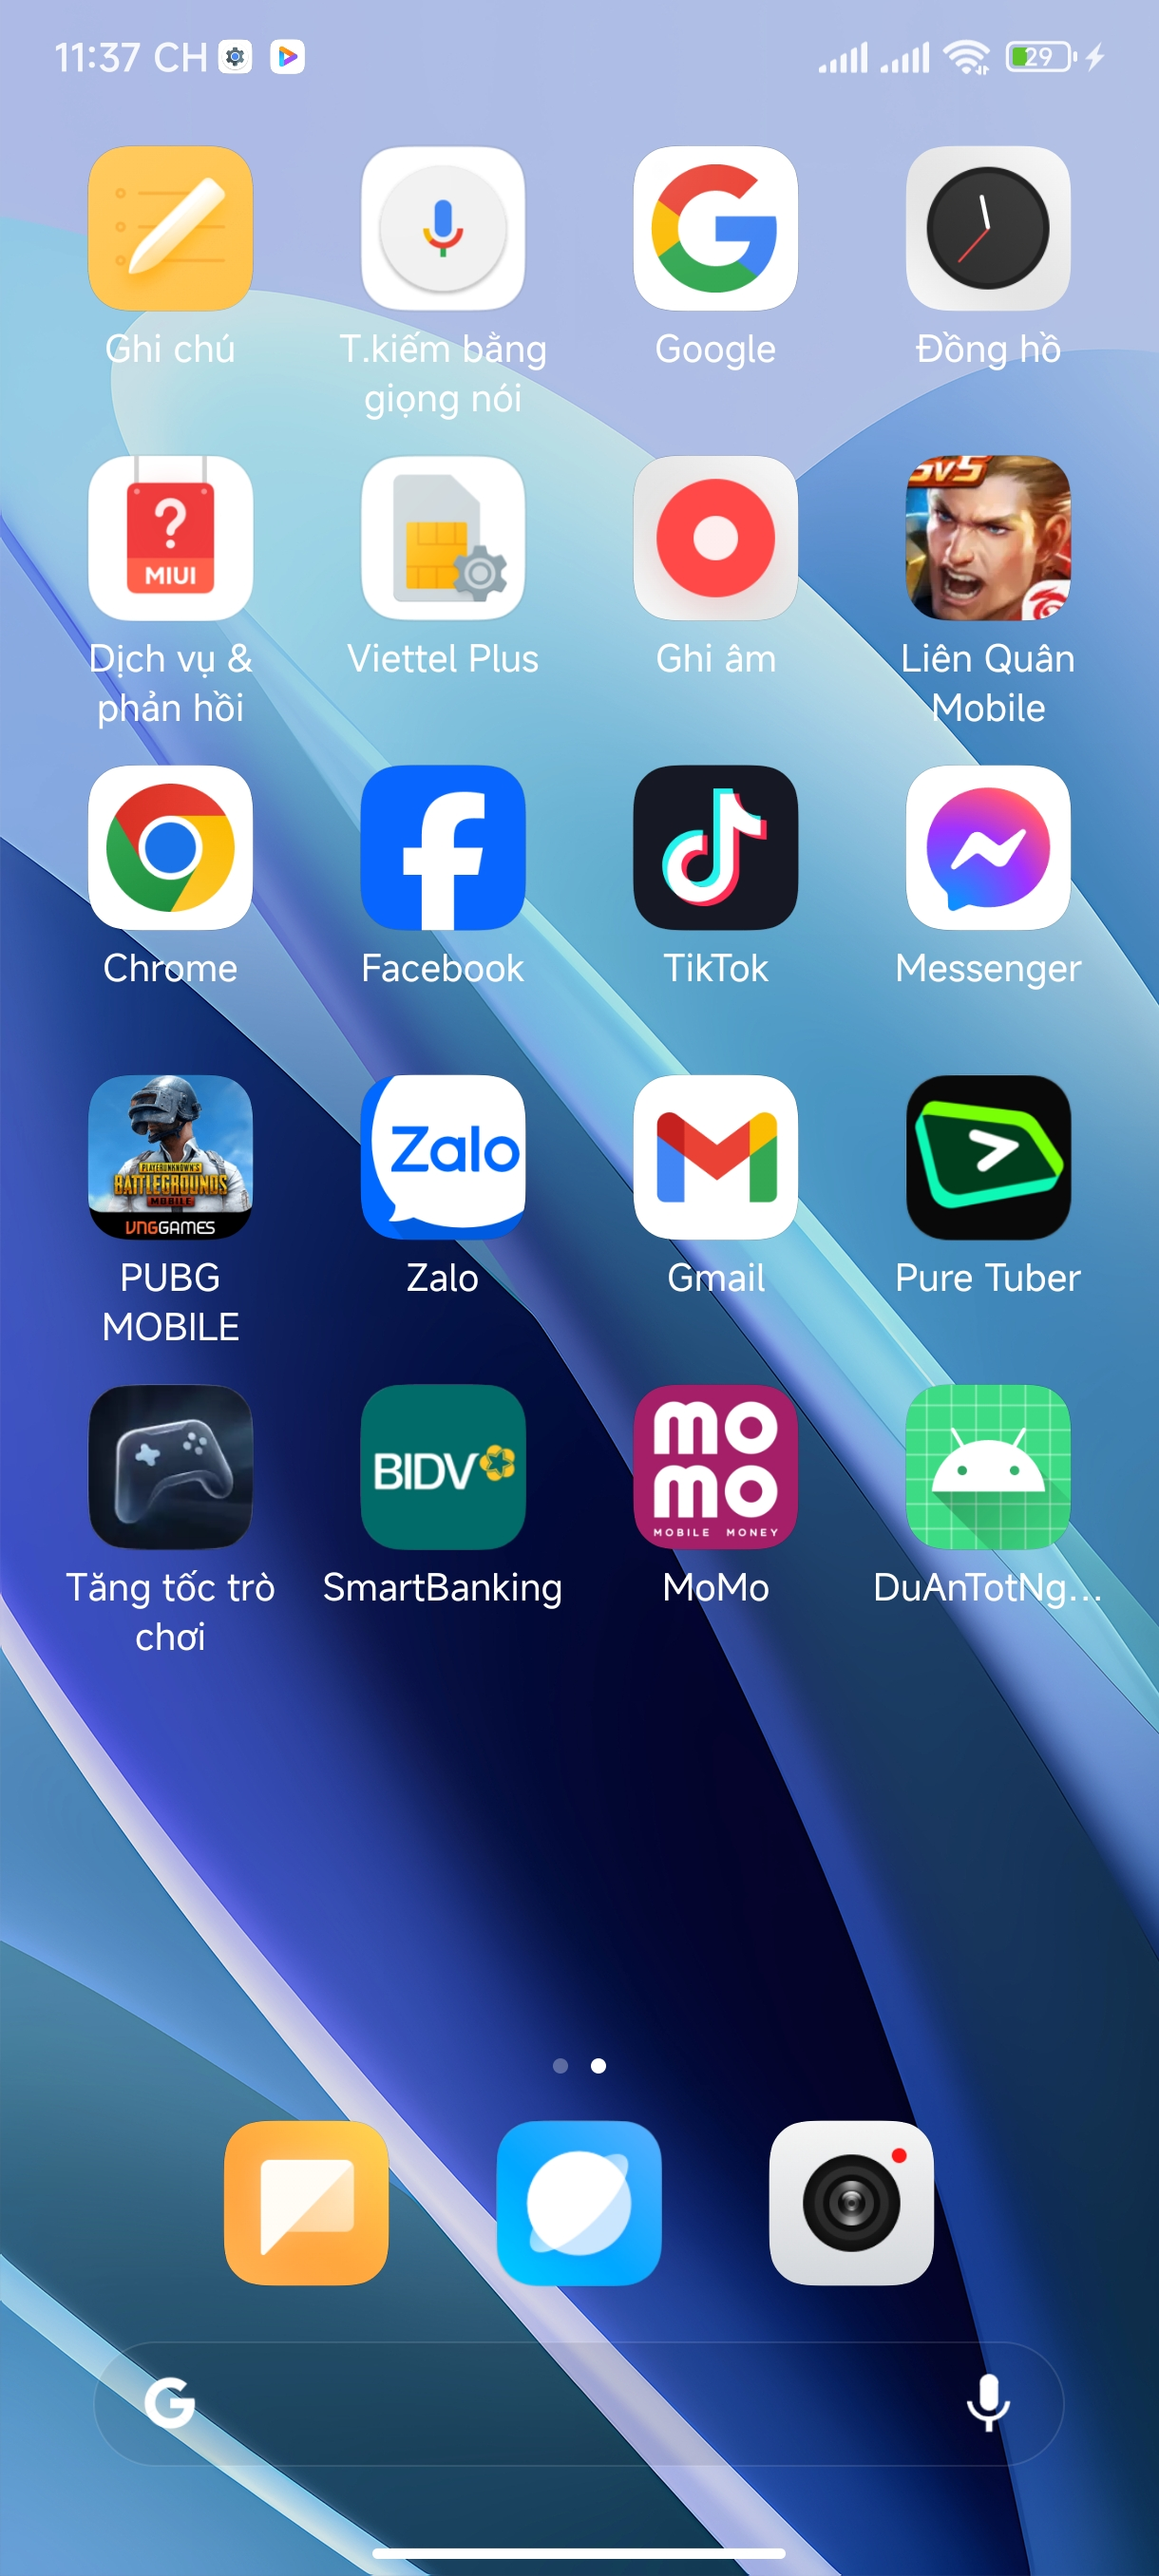 11:37 CH
29
Ghi chú
T.kiếm bằng
giọng nói
Google
Đồng hồ
?
MIUI
5V5
Dịch vụ &
phản hồi
Viettel Plus
Ghi âm
Liên Quân
Mobile
Chrome
Facebook
TikTok
Messenger
PLAYERUNKNOWN'S
BATTLEGROUNDS
MOBILE
VNGGAMES
Zalo
PUBG
MOBILE
Zalo
Gmail
Pure Tuber
BIDV
mo
mo
MOBILE MONEY
Tăng tốc trò
chơi
SmartBanking
MoMo
DuAnTotNg...